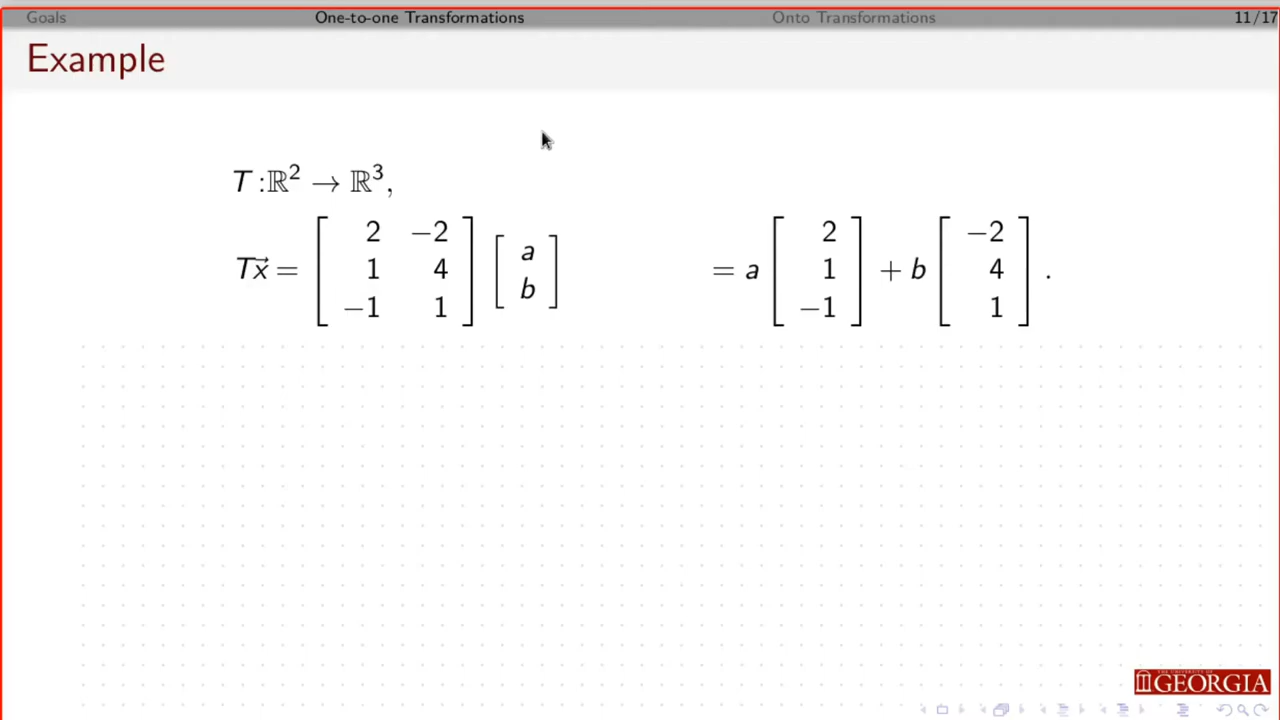 Goals One-to-one Transformations Onto Transformations 11/17
Example
T :ℝ² → ℝ³,
Tx⃗ = [ 2 −2 ; 1 4 ; −1 1 ] [ a ; b ] = a [ 2 ; 1 ; −1 ] + b [ −2 ; 4 ; 1 ] .
GEORGIA